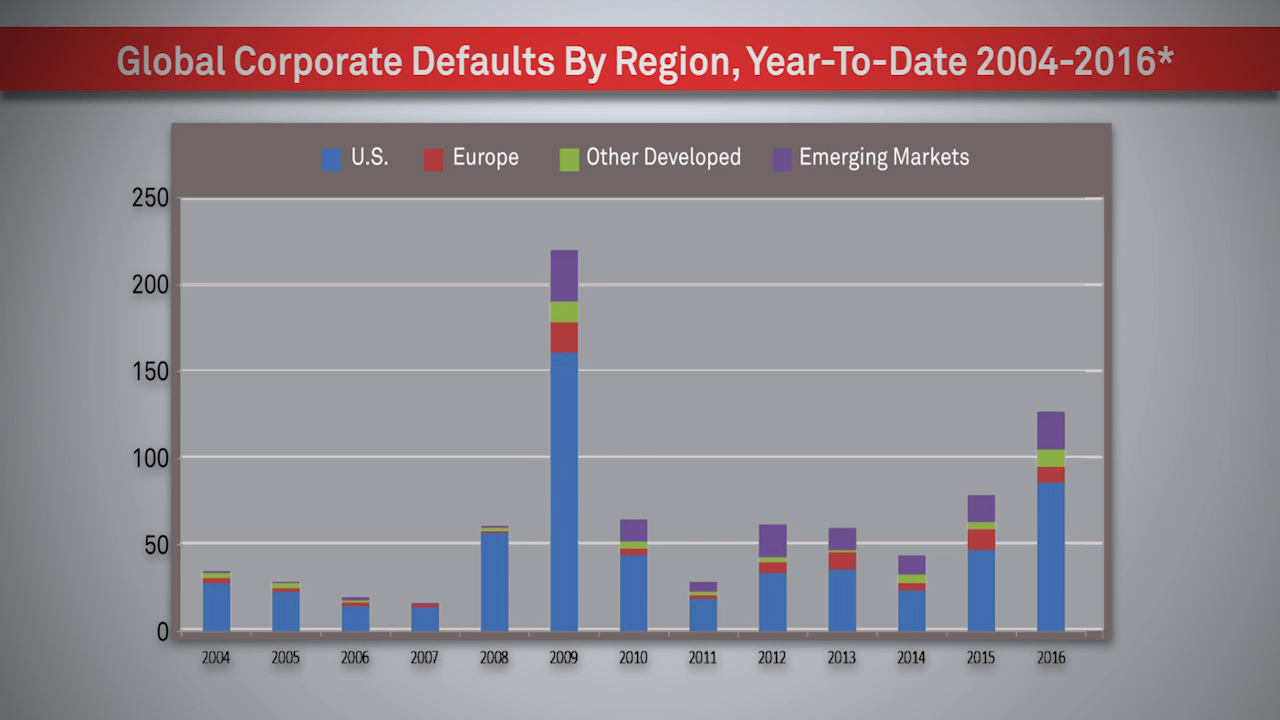 Global Corporate Defaults By Region, Year-To-Date 2004-2016*
U.S. Europe Other Developed Emerging Markets
250
200
150
100
50
0
2004 2005 2006 2007 2008 2009 2010 2011 2012 2013 2014 2015 2016